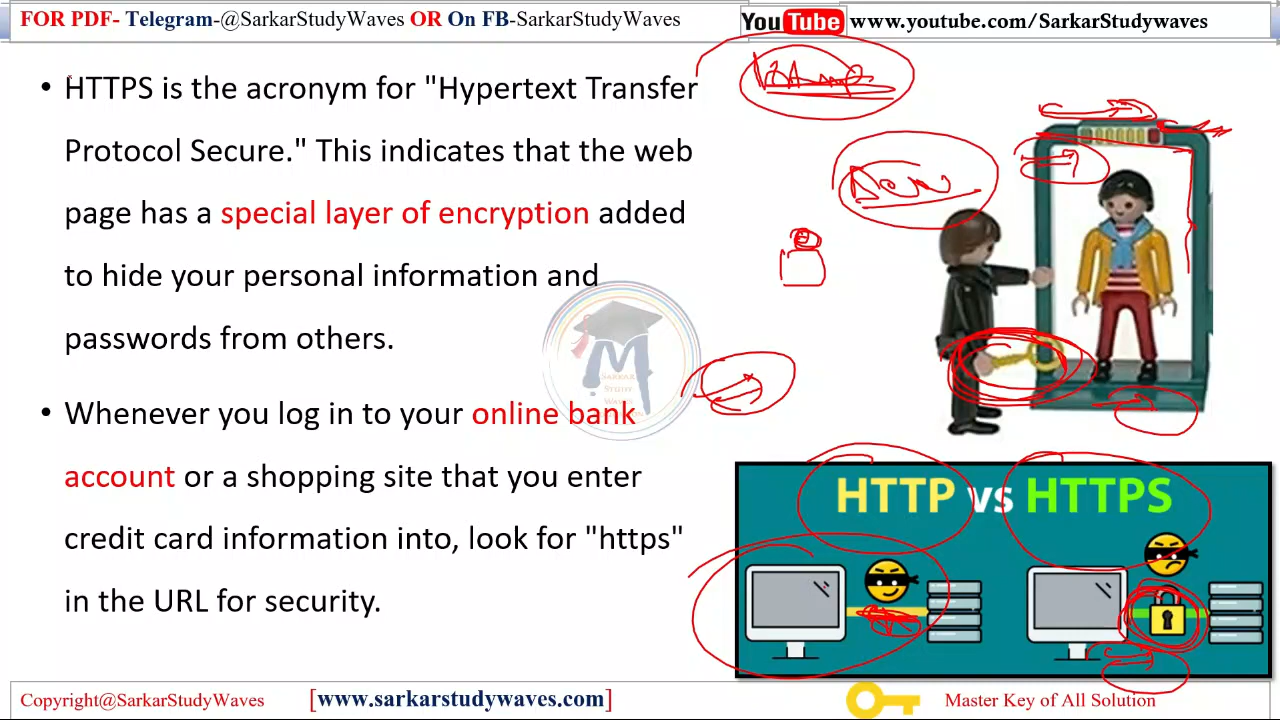 FOR PDF- Telegram-@SarkarStudyWaves OR On FB-SarkarStudyWaves
YouTube www.youtube.com/SarkarStudywaves
• HTTPS is the acronym for "Hypertext Transfer
Protocol Secure." This indicates that the web
page has a special layer of encryption added
to hide your personal information and
passwords from others.
• Whenever you log in to your online bank
account or a shopping site that you enter
credit card information into, look for "https"
in the URL for security.
HTTP vs HTTPS
Sarkar
Study
Waves
Copyright@SarkarStudyWaves
[www.sarkarstudywaves.com]
Master Key of All Solution